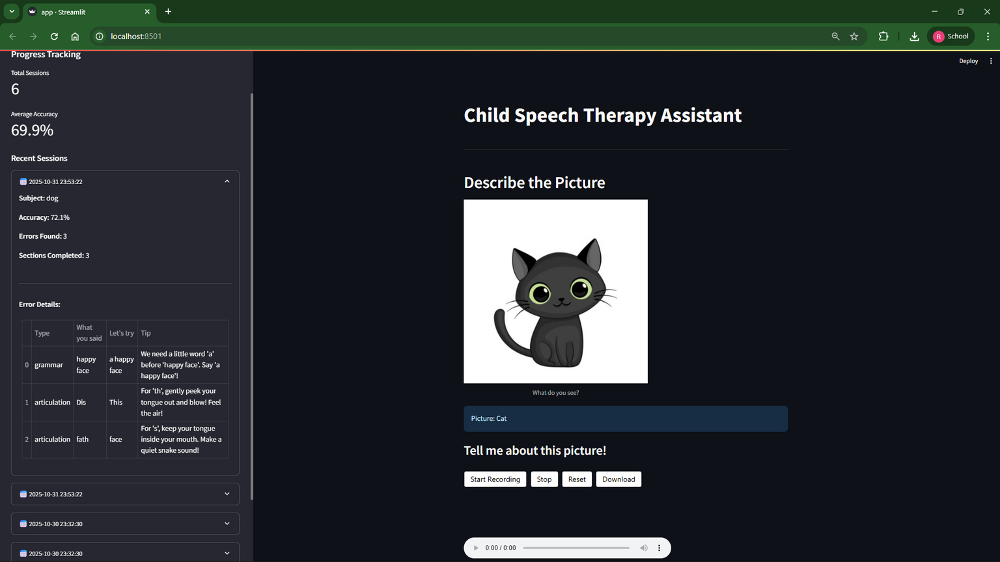 app · Streamlit
localhost:8501
R School
Progress Tracking
Total Sessions
6
Average Accuracy
69.9%
Recent Sessions
2025-10-31 23:53:22
Subject: dog
Accuracy: 72.1%
Errors Found: 3
Sections Completed: 3
Error Details:
Type What you said Let's try Tip
0 grammar happy face a happy face We need a little word 'a' before 'happy face'. Say 'a happy face'!
1 articulation Dis This For 'th', gently peek your tongue out and blow! Feel the air!
2 articulation fath face For 's', keep your tongue inside your mouth. Make a quiet snake sound!
2025-10-31 23:53:22
2025-10-30 23:32:30
2025-10-30 23:32:30
Deploy
Child Speech Therapy Assistant
Describe the Picture
What do you see?
Picture: Cat
Tell me about this picture!
Start Recording Stop Reset Download
0:00 / 0:00